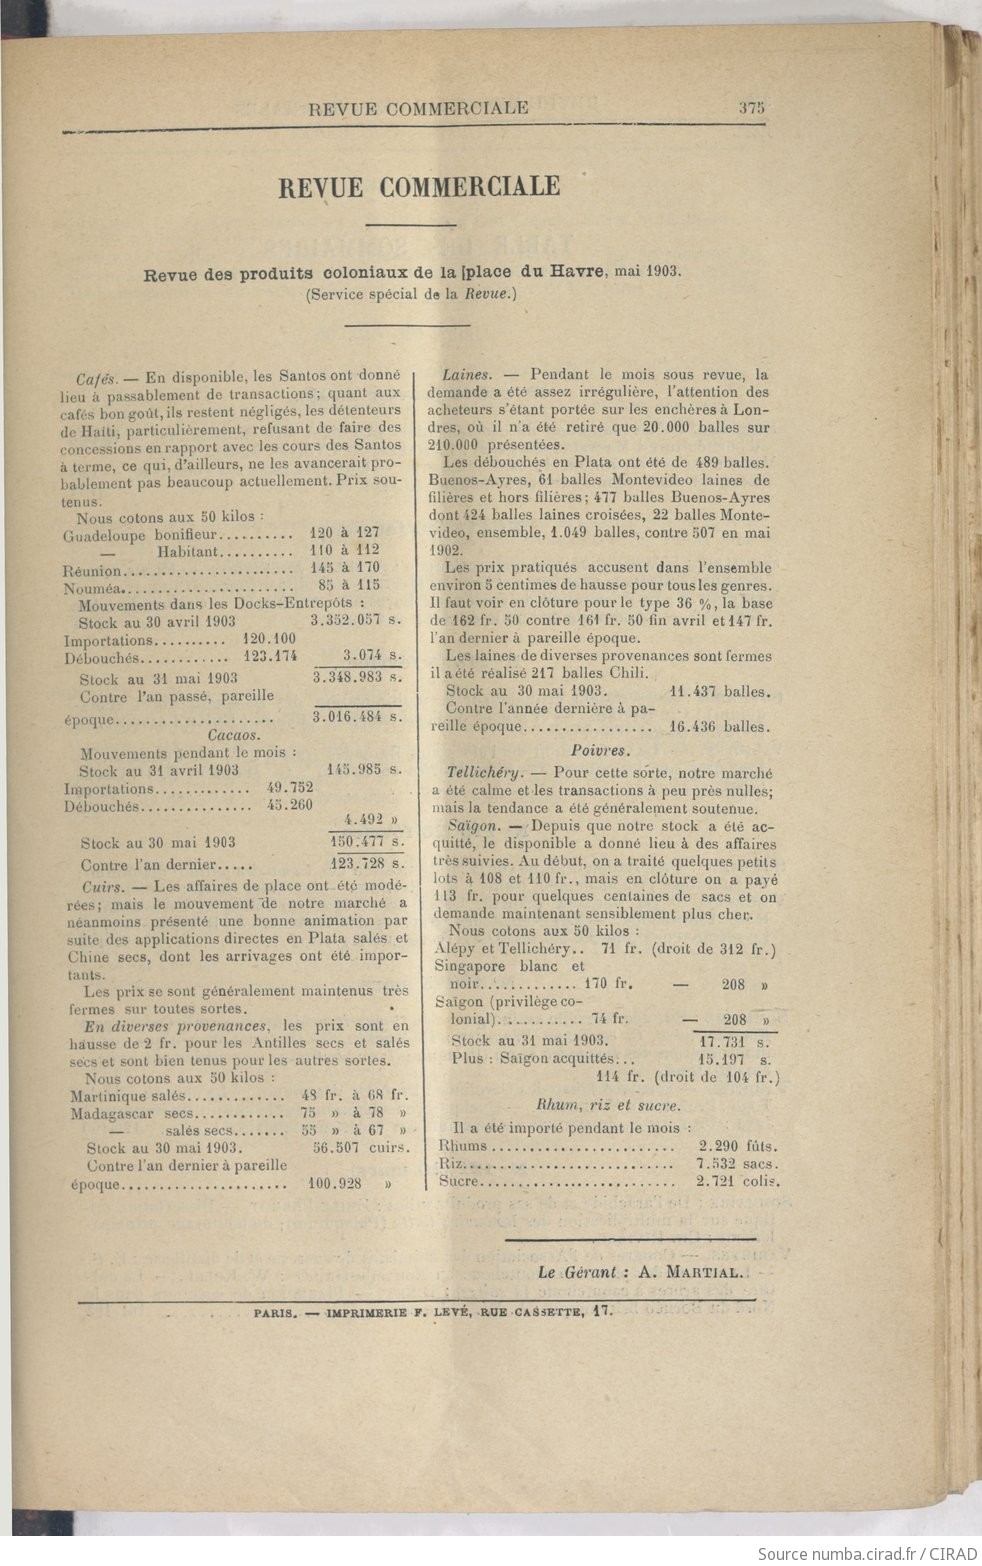 REVUE COMMERCIALE 375
REVUE COMMERCIALE
Revue des produits coloniaux de la [place du Havre, mai 1903.
(Service spécial de la Revue.)
Cafés. — En disponible, les Santos ont donné
lieu à passablement de transactions; quant aux
cafés bon goût, ils restent négligés, les détenteurs
de Haïti, particulièrement, refusant de faire des
concessions en rapport avec les cours des Santos
à terme, ce qui, d'ailleurs, ne les avancerait pro-
bablement pas beaucoup actuellement. Prix sou-
tenus.
Nous cotons aux 50 kilos :
Guadeloupe bonifieur.......... 120 à 127
— Habitant.......... 110 à 112
Réunion....................... 145 à 170
Nouméa....................... 85 à 115
Mouvements dans les Docks-Entrepôts :
Stock au 30 avril 1903 3.352.057 s.
Importations.......... 120.100
Débouchés............ 123.174 3.074 s.
Stock au 31 mai 1903 3.348.983 s.
Contre l'an passé, pareille
époque..................... 3.016.484 s.
Cacaos.
Mouvements pendant le mois :
Stock au 31 avril 1903 145.985 s.
Importations............. 49.752
Débouchés............... 45.260
4.492 »
Stock au 30 mai 1903 150.477 s.
Contre l'an dernier..... 123.728 s.
Cuirs. — Les affaires de place ont été modé-
rées; mais le mouvement de notre marché a
néanmoins présenté une bonne animation par
suite des applications directes en Plata salés et
Chine secs, dont les arrivages ont été impor-
tants.
Les prix se sont généralement maintenus très
fermes sur toutes sortes.
En diverses provenances, les prix sont en
hausse de 2 fr. pour les Antilles secs et salés
secs et sont bien tenus pour les autres sortes.
Nous cotons aux 50 kilos :
Martinique salés............. 48 fr. à 68 fr.
Madagascar secs............ 75 » à 78 »
— salés secs....... 55 » à 67 »
Stock au 30 mai 1903. 56.507 cuirs.
Contre l'an dernier à pareille
époque...................... 100.928 »
Laines. — Pendant le mois sous revue, la
demande a été assez irrégulière, l'attention des
acheteurs s'étant portée sur les enchères à Lon-
dres, où il n'a été retiré que 20.000 balles sur
210.000 présentées.
Les débouchés en Plata ont été de 489 balles.
Buenos-Ayres, 61 balles Montevideo laines de
filières et hors filières; 477 balles Buenos-Ayres
dont 424 balles laines croisées, 22 balles Monte-
video, ensemble, 1.049 balles, contre 507 en mai
1902.
Les prix pratiqués accusent dans l'ensemble
environ 5 centimes de hausse pour tous les genres.
Il faut voir en clôture pour le type 36 %, la base
de 162 fr. 50 contre 161 fr. 50 fin avril et 147 fr.
l'an dernier à pareille époque.
Les laines de diverses provenances sont fermes
il a été réalisé 217 balles Chili.
Stock au 30 mai 1903. 11.437 balles.
Contre l'année dernière à pa-
reille époque................. 16.436 balles.
Poivres.
Tellichéry. — Pour cette sorte, notre marché
a été calme et les transactions à peu près nulles;
mais la tendance a été généralement soutenue.
Saïgon. — Depuis que notre stock a été ac-
quitté, le disponible a donné lieu à des affaires
très suivies. Au début, on a traité quelques petits
lots à 108 et 110 fr., mais en clôture on a payé
113 fr. pour quelques centaines de sacs et on
demande maintenant sensiblement plus cher.
Nous cotons aux 50 kilos :
Alépy et Tellichéry.. 71 fr. (droit de 312 fr.)
Singapore blanc et
noir............. 170 fr. — 208 »
Saïgon (privilège co-
lonial)........... 74 fr. — 208 »
Stock au 31 mai 1903. 17.731 s.
Plus : Saïgon acquittés... 15.197 s.
114 fr. (droit de 104 fr.)
Rhum, riz et sucre.
Il a été importé pendant le mois :
Rhums........................ 2.290 fûts.
Riz............................ 7.532 sacs.
Sucre.......................... 2.721 colis.
Le Gérant : A. MARTIAL.
PARIS. — IMPRIMERIE F. LEVÉ, RUE CASSETTE, 17.
Source numba.cirad.fr / CIRAD